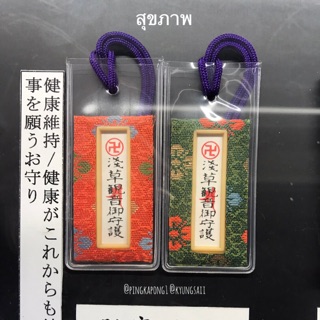 สุขภาพ
健康維持/健康がこれからも
事を願うお守り
卍
浅草観音御守護
卍
浅草観音御守護
@PINGKAPONG1 @KYUNGSAII